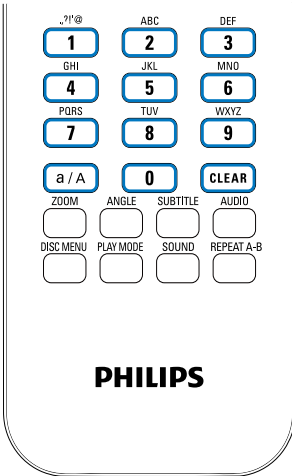 .,?!'@ ABC DEF
1 2 3
GHI JKL MNO
4 5 6
PQRS TUV WXYZ
7 8 9
a / A 0 CLEAR
ZOOM ANGLE SUBTITLE AUDIO
DISC MENU PLAY MODE SOUND REPEAT A-B
PHILIPS